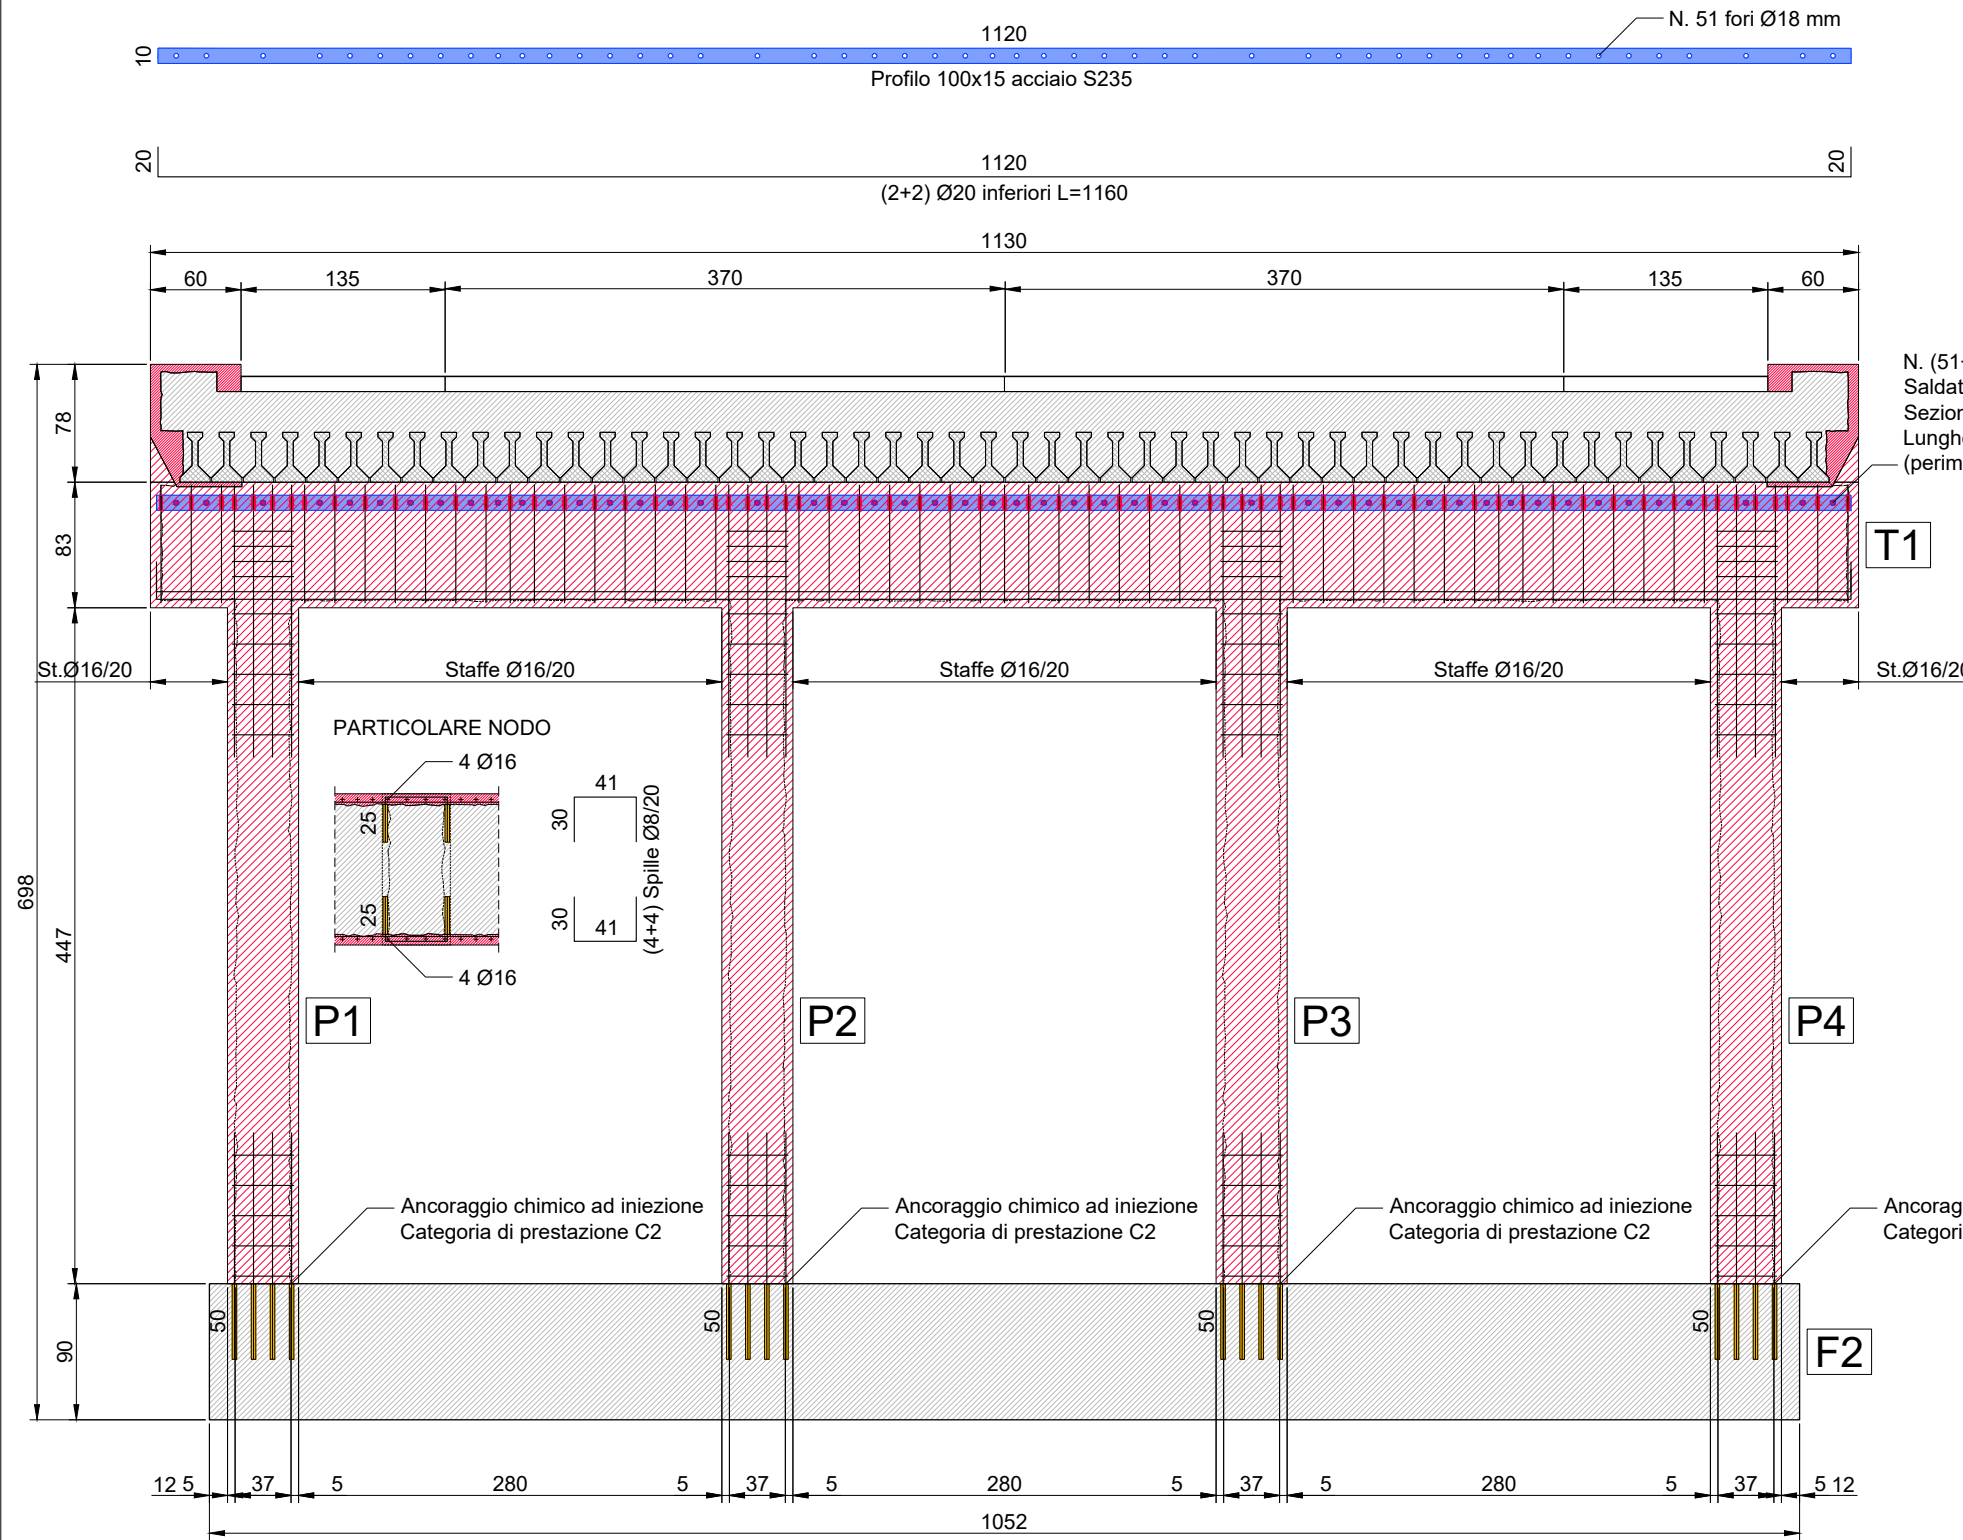 N. 51 fori Ø18 mm
1120
10
Profilo 100x15 acciaio S235
20
1120
20
(2+2) Ø20 inferiori L=1160
1130
60
135
370
370
135
60
N. (51+
Saldat
Sezion
Lunghe
(perim
78
83
T1
St.Ø16/20
Staffe Ø16/20
Staffe Ø16/20
Staffe Ø16/20
St.Ø16/20
PARTICOLARE NODO
4 Ø16
25
25
4 Ø16
41
30
30
41
(4+4) Spille Ø8/20
698
447
P1
P2
P3
P4
Ancoraggio chimico ad iniezione
Categoria di prestazione C2
Ancoraggio chimico ad iniezione
Categoria di prestazione C2
Ancoraggio chimico ad iniezione
Categoria di prestazione C2
Ancorag
Categori
50
50
50
50
90
F2
12 5 37 5 280 5 37 5 280 5 37 5 280 5 37 5 12
1052